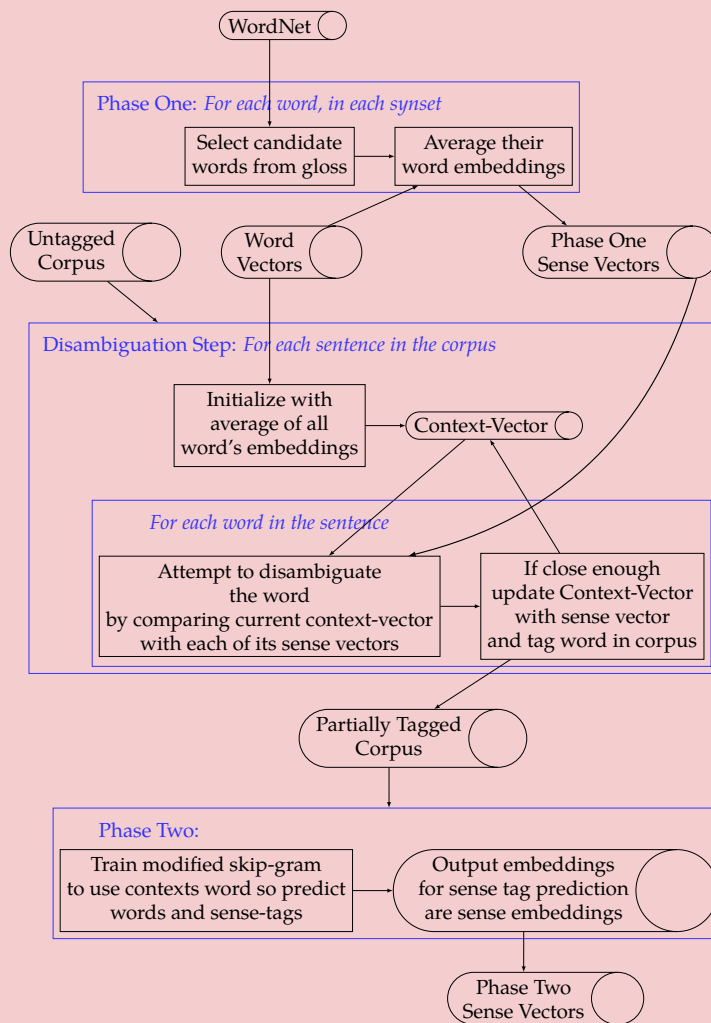 WordNet
Phase One: For each word, in each synset
Select candidate
words from gloss
Average their
word embeddings
Untagged
Corpus
Word
Vectors
Phase One
Sense Vectors
Disambiguation Step: For each sentence in the corpus
Initialize with
average of all
word's embeddings
Context-Vector
For each word in the sentence
Attempt to disambiguate
the word
by comparing current context-vector
with each of its sense vectors
If close enough
update Context-Vector
with sense vector
and tag word in corpus
Partially Tagged
Corpus
Phase Two:
Train modified skip-gram
to use contexts word so predict
words and sense-tags
Output embeddings
for sense tag prediction
are sense embeddings
Phase Two
Sense Vectors